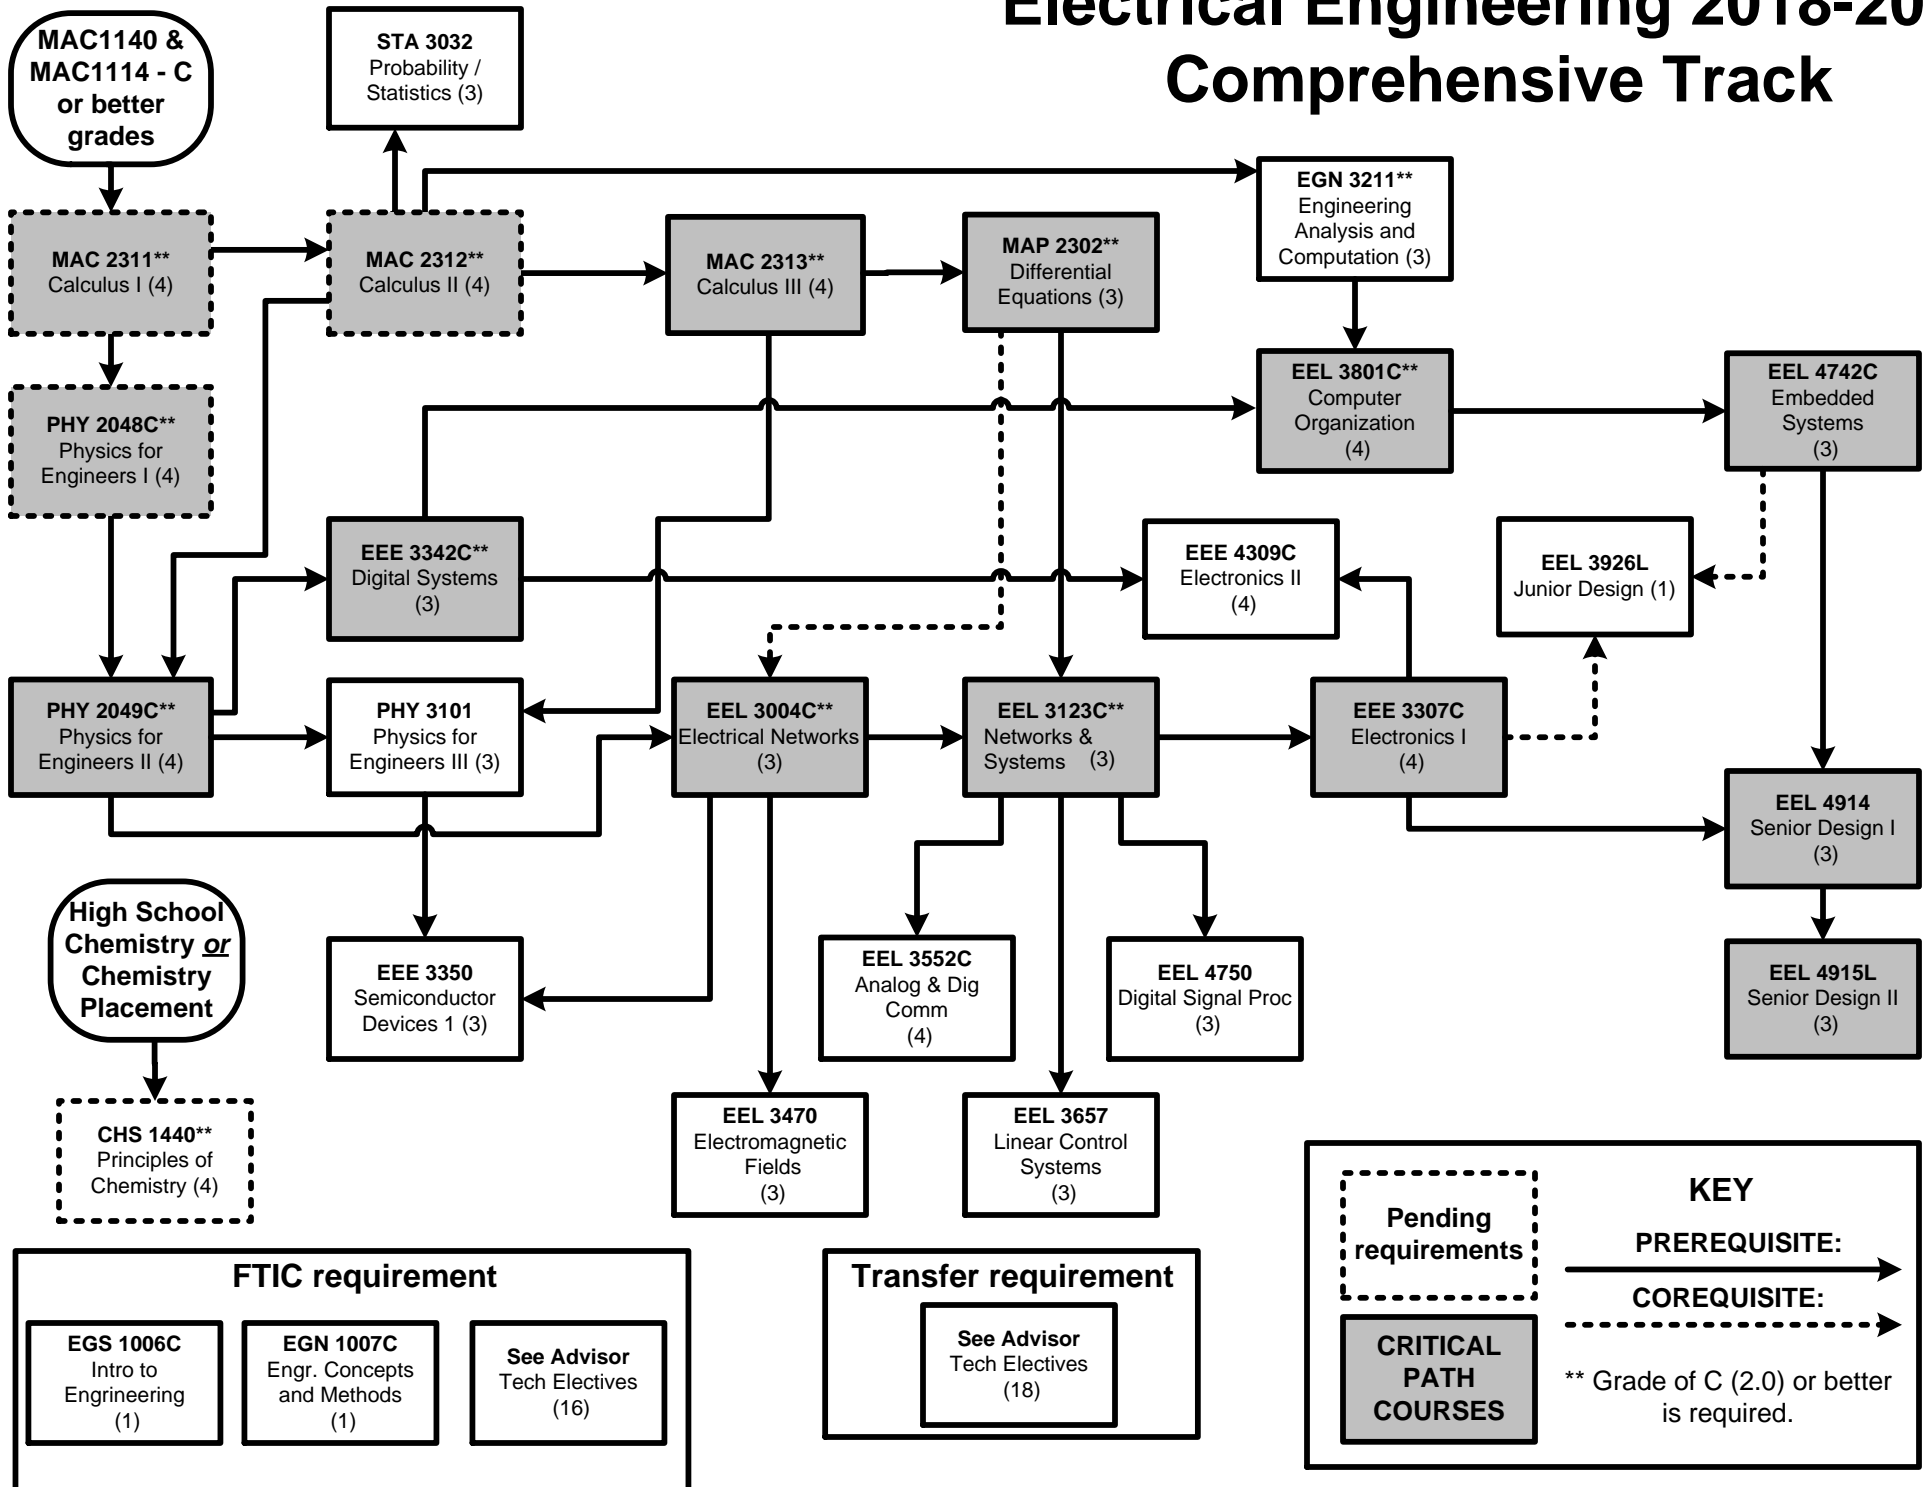 Electrical Engineering 2018-20
Comprehensive Track
MAC1140 &
MAC1114 - C
or better
grades
STA 3032
Probability /
Statistics (3)
EGN 3211**
Engineering
Analysis and
Computation (3)
MAC 2311**
Calculus I (4)
MAC 2312**
Calculus II (4)
MAC 2313**
Calculus III (4)
MAP 2302**
Differential
Equations (3)
EEL 3801C**
Computer
Organization
(4)
EEL 4742C
Embedded
Systems
(3)
PHY 2048C**
Physics for
Engineers I (4)
EEE 3342C**
Digital Systems
(3)
EEE 4309C
Electronics II
(4)
EEL 3926L
Junior Design (1)
PHY 2049C**
Physics for
Engineers II (4)
PHY 3101
Physics for
Engineers III (3)
EEL 3004C**
Electrical Networks
(3)
EEL 3123C**
Networks &
Systems (3)
EEE 3307C
Electronics I
(4)
EEL 4914
Senior Design I
(3)
High School
Chemistry or
Chemistry
Placement
EEE 3350
Semiconductor
Devices 1 (3)
EEL 3552C
Analog & Dig
Comm
(4)
EEL 4750
Digital Signal Proc
(3)
EEL 4915L
Senior Design II
(3)
CHS 1440**
Principles of
Chemistry (4)
EEL 3470
Electromagnetic
Fields
(3)
EEL 3657
Linear Control
Systems
(3)
FTIC requirement
EGS 1006C
Intro to
Engrineering
(1)
EGN 1007C
Engr. Concepts
and Methods
(1)
See Advisor
Tech Electives
(16)
Transfer requirement
See Advisor
Tech Electives
(18)
KEY
Pending
requirements
PREREQUISITE:
COREQUISITE:
CRITICAL
PATH
COURSES
** Grade of C (2.0) or better
is required.